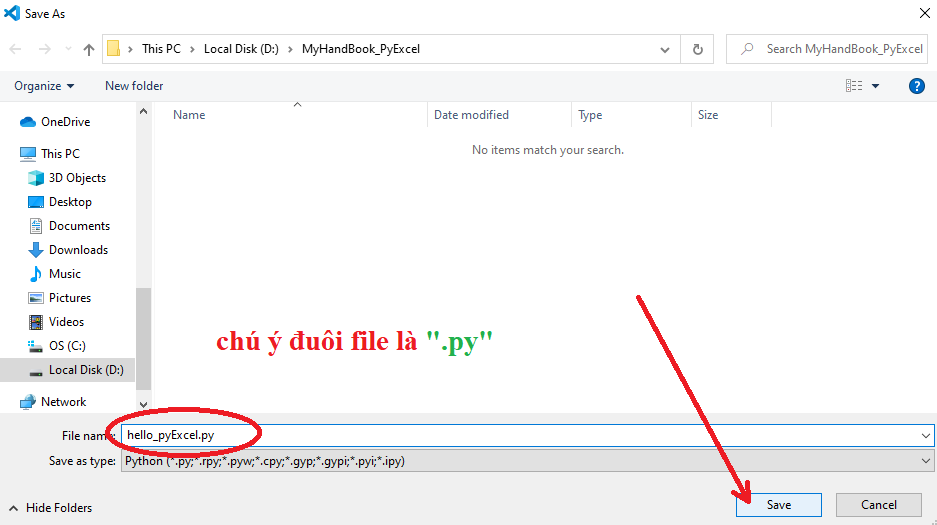 Save As
This PC
Local Disk (D:)
MyHandBook_PyExcel
Search MyHandBook_PyExcel
Organize
New folder
Name
Date modified
Type
Size
No items match your search.
OneDrive
This PC
3D Objects
Desktop
Documents
Downloads
Music
Pictures
Videos
OS (C:)
Local Disk (D:)
Network
chú ý đuôi file là ".py"
File name:
hello_pyExcel.py
Save as type:
Python (*.py;*.rpy;*.pyw;*.cpy;*.gyp;*.gypi;*.pyi;*.ipy)
Hide Folders
Save
Cancel